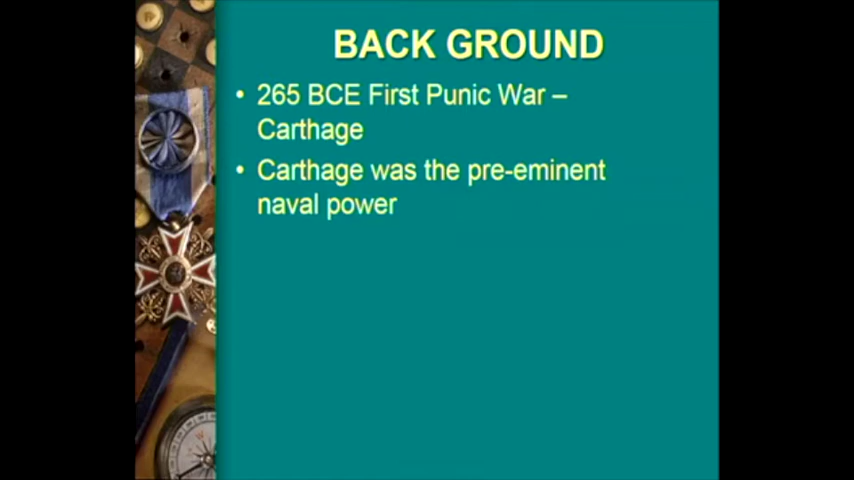 BACK GROUND
• 265 BCE First Punic War –
Carthage
• Carthage was the pre-eminent
naval power